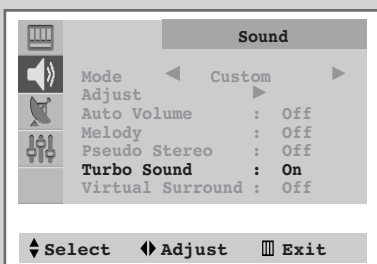 Sound
Mode ◀ Custom ▶
Adjust ▶
Auto Volume : Off
Melody : Off
Pseudo Stereo : Off
Turbo Sound : On
Virtual Surround : Off
Select Adjust Exit